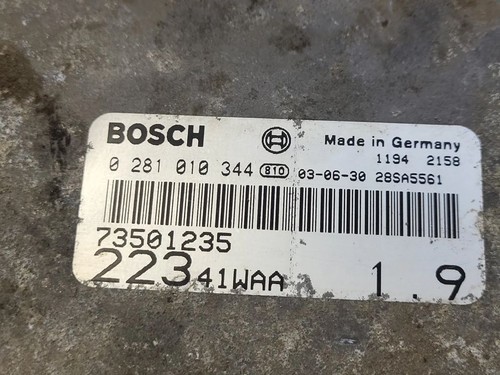 BOSCH Made in Germany
1194 2158
0 281 010 344 810 03-06-30 28SA5561
73501235
22341WAA 1.9